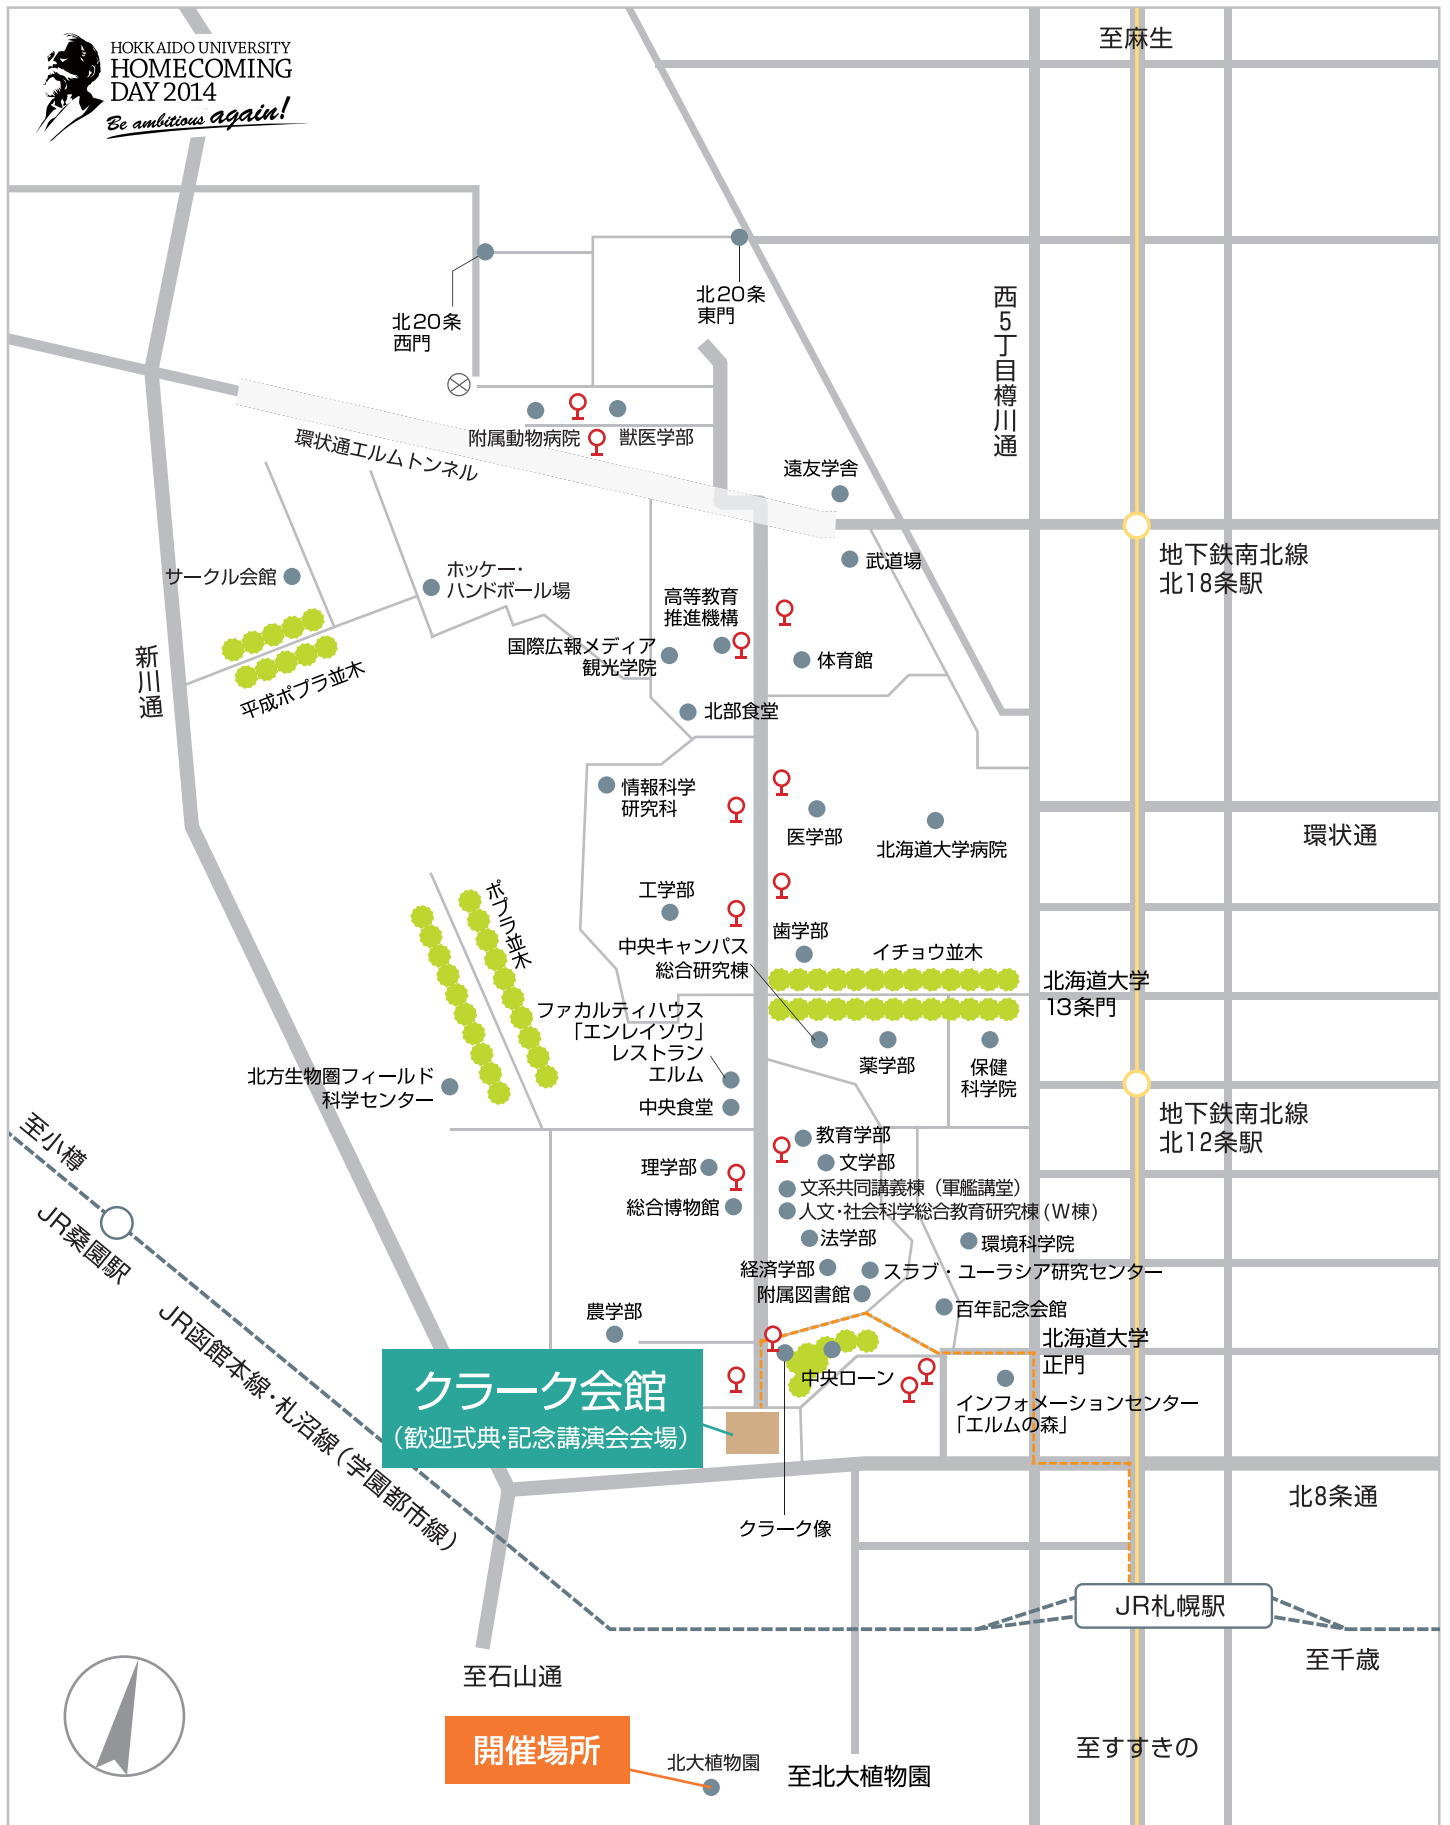 HOKKAIDO UNIVERSITY
HOMECOMING
DAY 2014
Be ambitious again!
至麻生
北20条
西門
北20条
東門
西5丁目樽川通
附属動物病院
獣医学部
環状通エルムトンネル
遠友学舎
地下鉄南北線
北18条駅
武道場
サークル会館
ホッケー・
ハンドボール場
高等教育
推進機構
国際広報メディア
観光学院
体育館
新川通
平成ポプラ並木
北部食堂
情報科学
研究科
医学部
北海道大学病院
環状通
工学部
ポプラ並木
歯学部
中央キャンパス
総合研究棟
イチョウ並木
北海道大学
13条門
ファカルティハウス
「エンレイソウ」
レストラン
エルム
薬学部
保健
科学院
北方生物圏フィールド
科学センター
中央食堂
地下鉄南北線
北12条駅
至小樽
教育学部
文学部
理学部
文系共同講義棟（軍艦講堂）
総合博物館
人文・社会科学総合教育研究棟（W棟）
JR桑園駅
法学部
環境科学院
経済学部
スラブ・ユーラシア研究センター
附属図書館
百年記念会館
農学部
北海道大学
正門
JR函館本線・札沼線（学園都市線）
クラーク会館
（歓迎式典・記念講演会会場）
中央ローン
インフォメーションセンター
「エルムの森」
北8条通
クラーク像
JR札幌駅
至千歳
至石山通
至すすきの
開催場所
北大植物園
至北大植物園